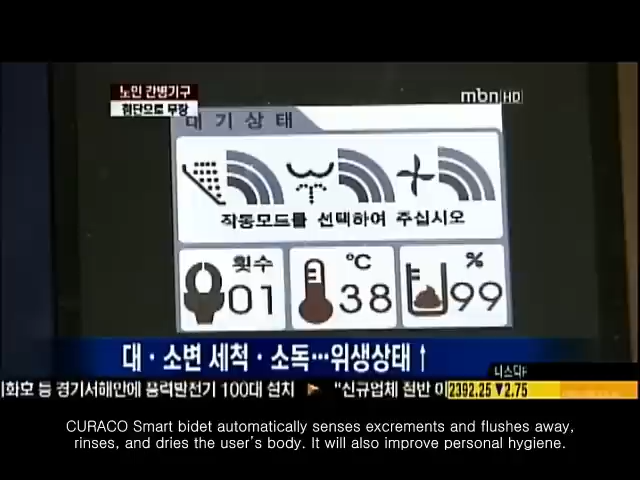 노인 간병기구
첨단으로 무장
mbn HD
대기상태
작동모드를 선택하여 주십시오
횟수
01
℃
38
%
99
대·소변 세척·소독…위생상태↑
나스닥
시화호 등 경기서해안에 풍력발전기 100대 설치 ▶ "신규업체 절반 이
2392.25 ▼2.75
CURACO Smart bidet automatically senses excrements and flushes away,
rinses, and dries the user's body. It will also improve personal hygiene.